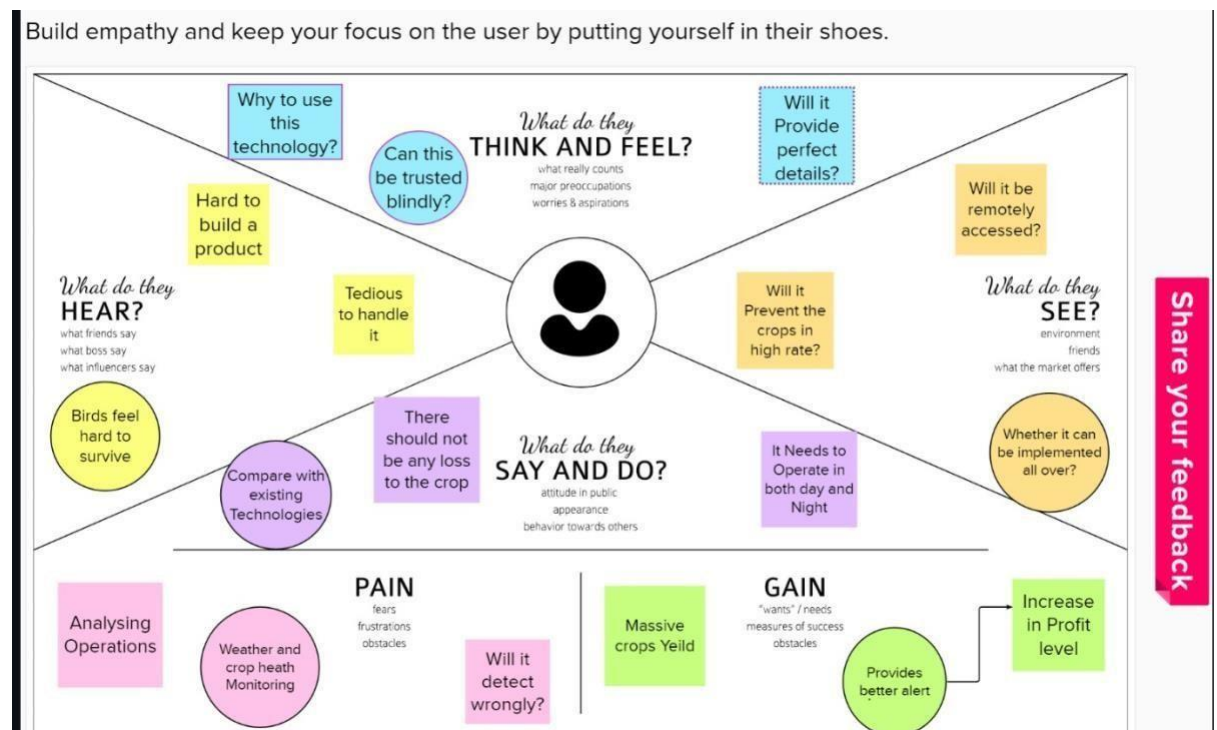 Build empathy and keep your focus on the user by putting yourself in their shoes.
Why to use
this
technology?
Can this
be trusted
blindly?
What do they
THINK AND FEEL?
what really counts
major preoccupations
worries & aspirations
Will it
Provide
perfect
details?
Hard to
build a
product
Will it be
remotely
accessed?
What do they
HEAR?
what friends say
what boss say
what influencers say
Tedious
to handle
it
Will it
Prevent the
crops in
high rate?
What do they
SEE?
environment
friends
what the market offers
Birds feel
hard to
survive
Compare with
existing
Technologies
There
should not
be any loss
to the crop
What do they
SAY AND DO?
attitude in public
appearance
behavior towards others
It Needs to
Operate in
both day and
Night
Whether it can
be implemented
all over?
Share your feedback
Analysing
Operations
Weather and
crop heath
Monitoring
PAIN
fears
frustrations
obstacles
Will it
detect
wrongly?
Massive
crops Yeild
GAIN
"wants" / needs
measures of success
obstacles
Provides
better alert
Increase
in Profit
level